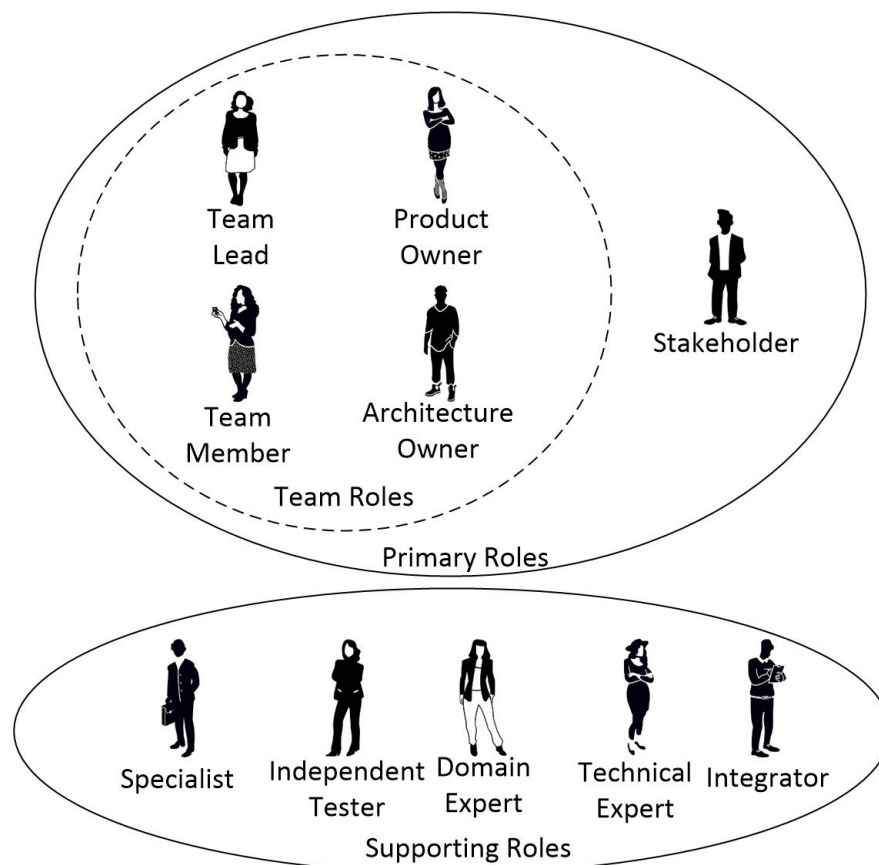 Team
Lead
Product
Owner
Stakeholder
Team
Member
Architecture
Owner
Team Roles
Primary Roles
Specialist
Independent
Tester
Domain
Expert
Technical
Expert
Integrator
Supporting Roles